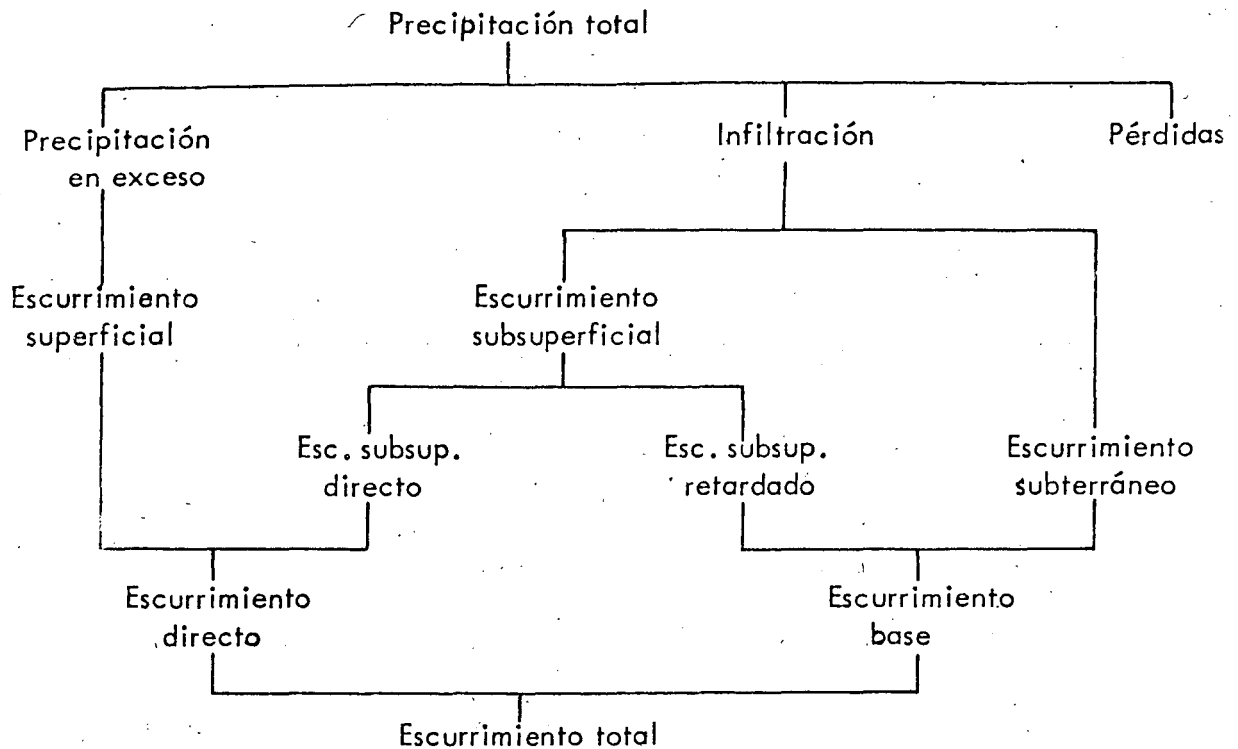 Precipitación total
Precipitación
en exceso
Infiltración
Pérdidas
Escurrimiento
superficial
Escurrimiento
subsuperficial
Esc. subsup.
directo
Esc. subsup.
retardado
Escurrimiento
subterráneo
Escurrimiento
directo
Escurrimiento
base
Escurrimiento total